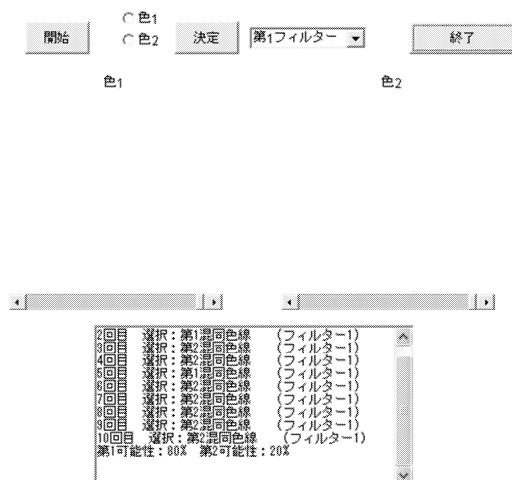 色1
開始
色2
決定
第1フィルター
終了
色1
色2
2回目 選択:第1混同色線 (フィルター1)
3回目 選択:第2混同色線 (フィルター1)
4回目 選択:第2混同色線 (フィルター1)
5回目 選択:第1混同色線 (フィルター1)
6回目 選択:第2混同色線 (フィルター1)
7回目 選択:第2混同色線 (フィルター1)
8回目 選択:第2混同色線 (フィルター1)
9回目 選択:第2混同色線 (フィルター1)
10回目 選択:第2混同色線 (フィルター1)
第1可能性:80% 第2可能性:20%